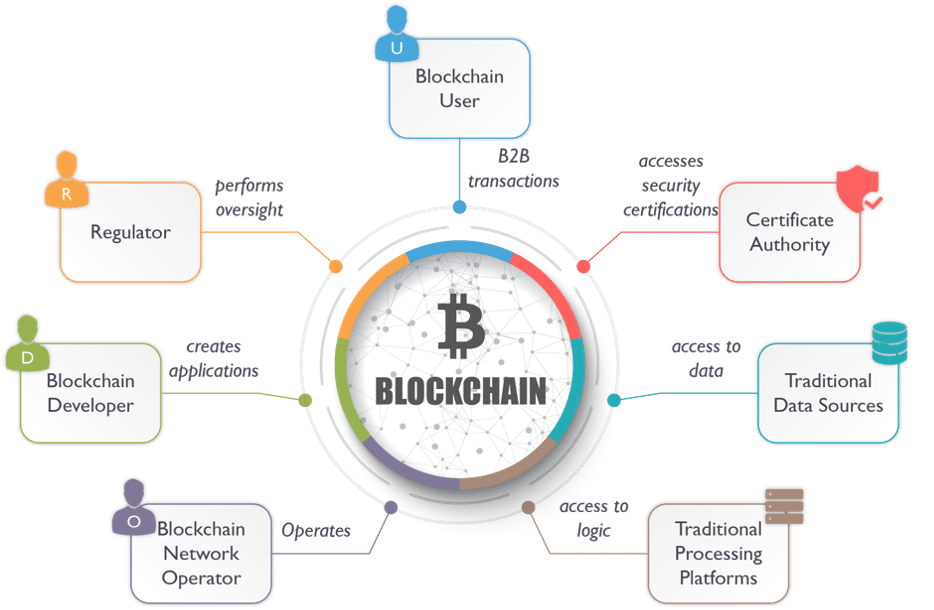 U
Blockchain
User
B2B
transactions
R
Regulator
performs
oversight
accesses
security
certifications
Certificate
Authority
BLOCKCHAIN
D
Blockchain
Developer
creates
applications
access to
data
Traditional
Data Sources
O
Blockchain
Network
Operator
Operates
access to
logic
Traditional
Processing
Platforms